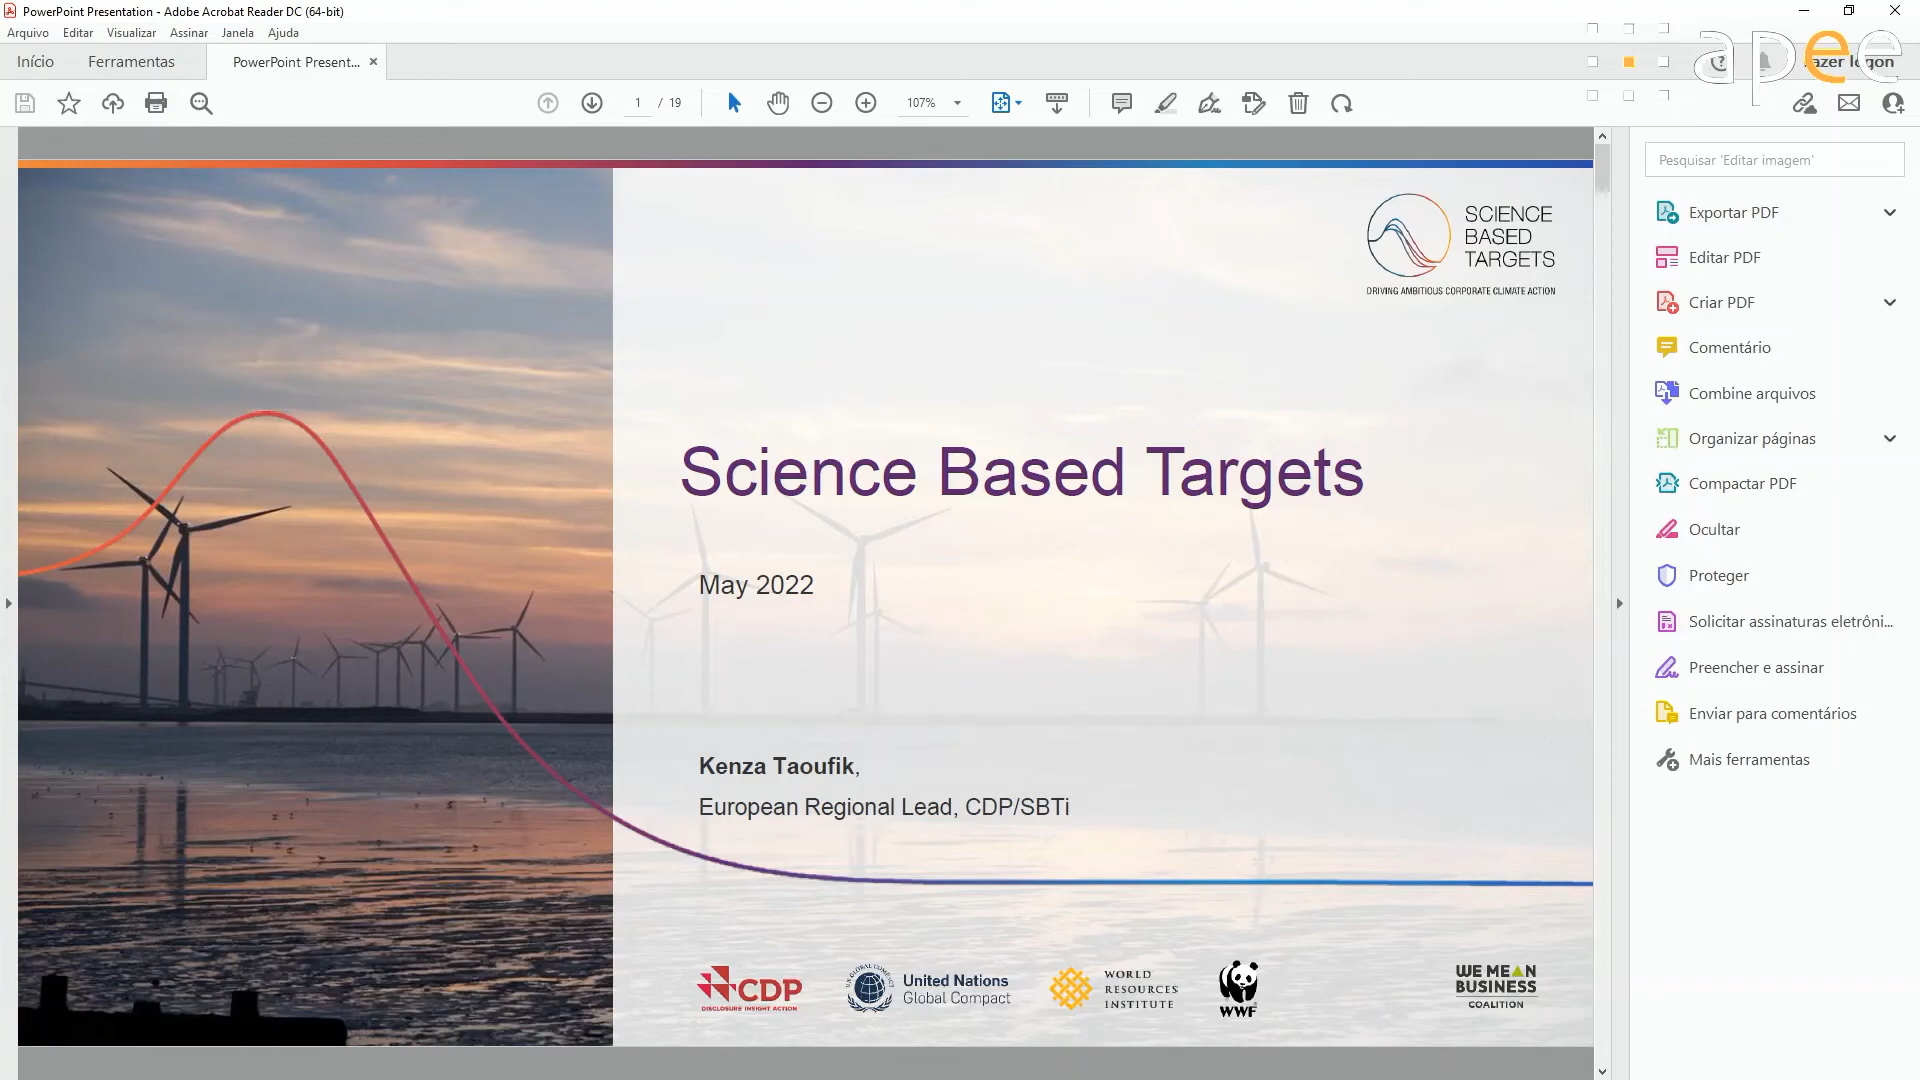 PowerPoint Presentation - Adobe Acrobat Reader DC (64-bit)
Arquivo Editar Visualizar Assinar Janela Ajuda
Início Ferramentas PowerPoint Present...
apee
1 / 19
107%
Pesquisar 'Editar imagem'
Exportar PDF
Editar PDF
Criar PDF
Comentário
Combine arquivos
Organizar páginas
Compactar PDF
Ocultar
Proteger
Solicitar assinaturas eletrôni...
Preencher e assinar
Enviar para comentários
Mais ferramentas
SCIENCE
BASED
TARGETS
DRIVING AMBITIOUS CORPORATE CLIMATE ACTION
Science Based Targets
May 2022
Kenza Taoufik,
European Regional Lead, CDP/SBTi
CDP
DISCLOSURE INSIGHT ACTION
United Nations
Global Compact
WORLD
RESOURCES
INSTITUTE
WWF
WE MEAN
BUSINESS
COALITION